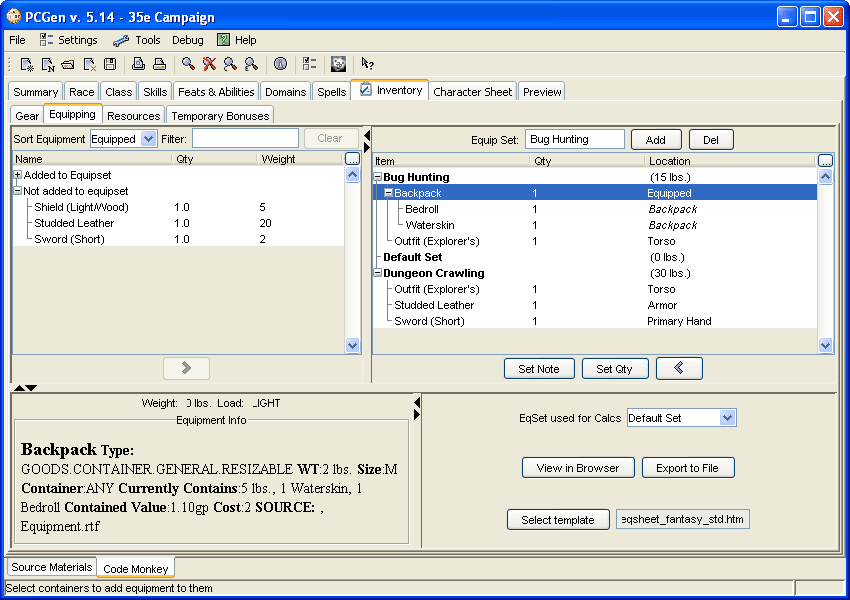 PCGen v. 5.14 - 35e Campaign
File Settings Tools Debug Help
Summary Race Class Skills Feats & Abilities Domains Spells Inventory Character Sheet Preview
Gear Equipping Resources Temporary Bonuses
Sort Equipment Equipped Filter: Clear
Name Qty Weight ...
Added to Equipset
Not added to equipset
Shield (Light/Wood) 1.0 5
Studded Leather 1.0 20
Sword (Short) 1.0 2
Equip Set: Bug Hunting Add Del
Item Qty Location ...
Bug Hunting (15 lbs.)
Backpack 1 Equipped
Bedroll 1 Backpack
Waterskin 1 Backpack
Outfit (Explorer's) 1 Torso
Default Set (0 lbs.)
Dungeon Crawling (30 lbs.)
Outfit (Explorer's) 1 Torso
Studded Leather 1 Armor
Sword (Short) 1 Primary Hand
Set Note Set Qty
Weight: 0 lbs. Load: LIGHT
Equipment Info
Backpack Type:
GOODS.CONTAINER.GENERAL.RESIZABLE WT:2 lbs. Size:M
Container:ANY Currently Contains:5 lbs., 1 Waterskin, 1
Bedroll Contained Value:1.10gp Cost:2 SOURCE: ,
Equipment.rtf
EqSet used for Calcs Default Set
View in Browser Export to File
Select template eqsheet_fantasy_std.htm
Source Materials Code Monkey
Select containers to add equipment to them